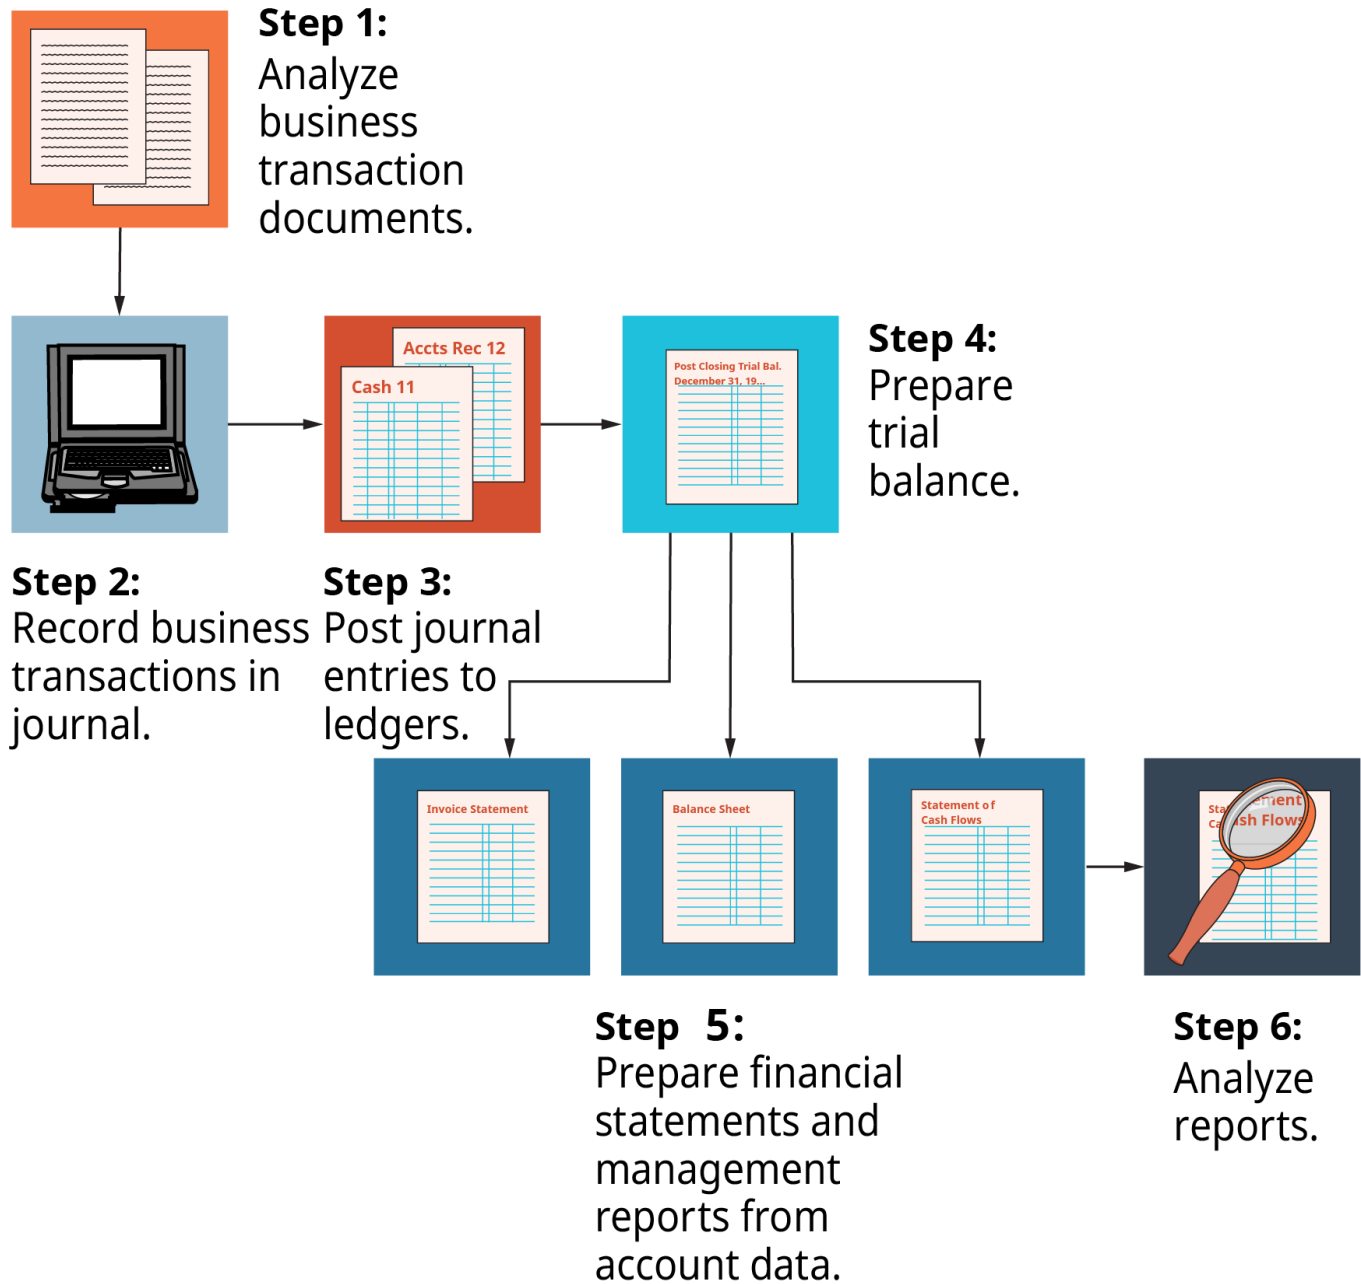 Step 1:
Analyze
business
transaction
documents.
Accts Rec 12
Cash 11
Post Closing Trial Bal.
December 31, 19...
Step 4:
Prepare
trial
balance.
Step 2:
Record business
transactions in
journal.
Step 3:
Post journal
entries to
ledgers.
Invoice Statement
Balance Sheet
Statement of
Cash Flows
Sta ement
Ca sh Flows
Step 5:
Prepare financial
statements and
management
reports from
account data.
Step 6:
Analyze
reports.